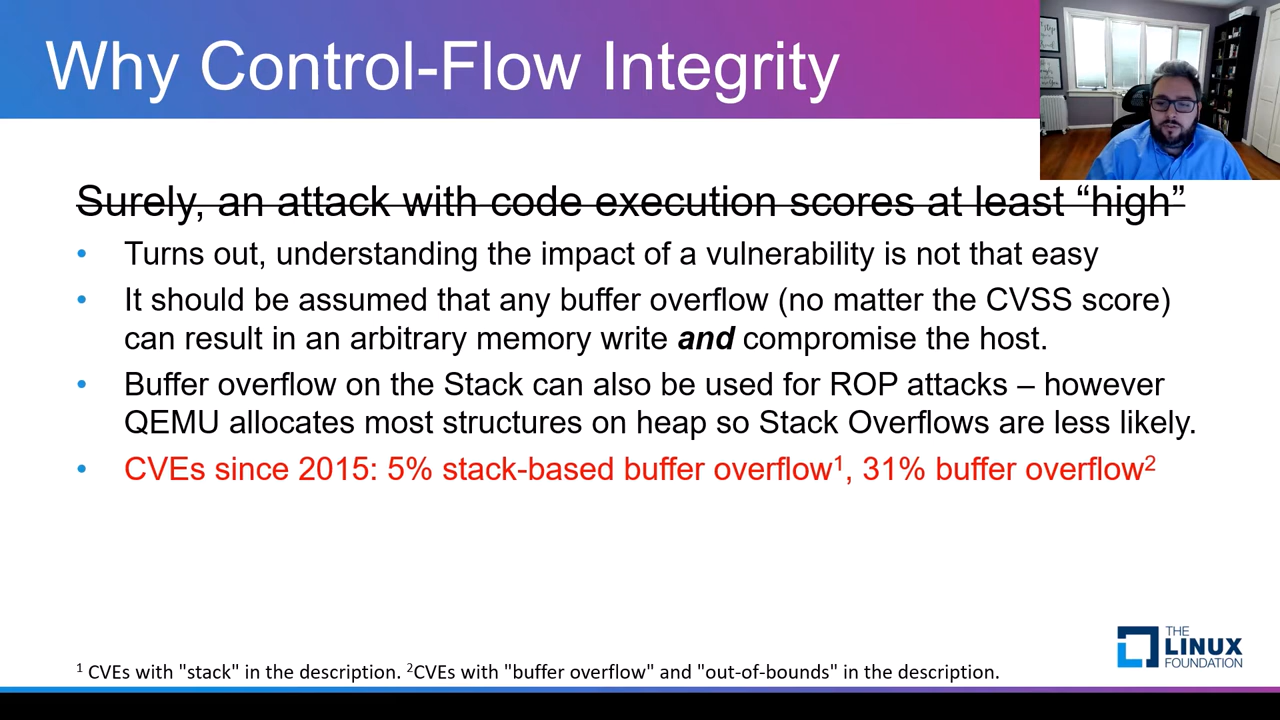 Why Control-Flow Integrity
Surely, an attack with code execution scores at least “high”
• Turns out, understanding the impact of a vulnerability is not that easy
• It should be assumed that any buffer overflow (no matter the CVSS score)
can result in an arbitrary memory write and compromise the host.
• Buffer overflow on the Stack can also be used for ROP attacks – however
QEMU allocates most structures on heap so Stack Overflows are less likely.
• CVEs since 2015: 5% stack-based buffer overflow¹, 31% buffer overflow²
THE
LINUX
FOUNDATION
¹ CVEs with "stack" in the description. ²CVEs with "buffer overflow" and "out-of-bounds" in the description.